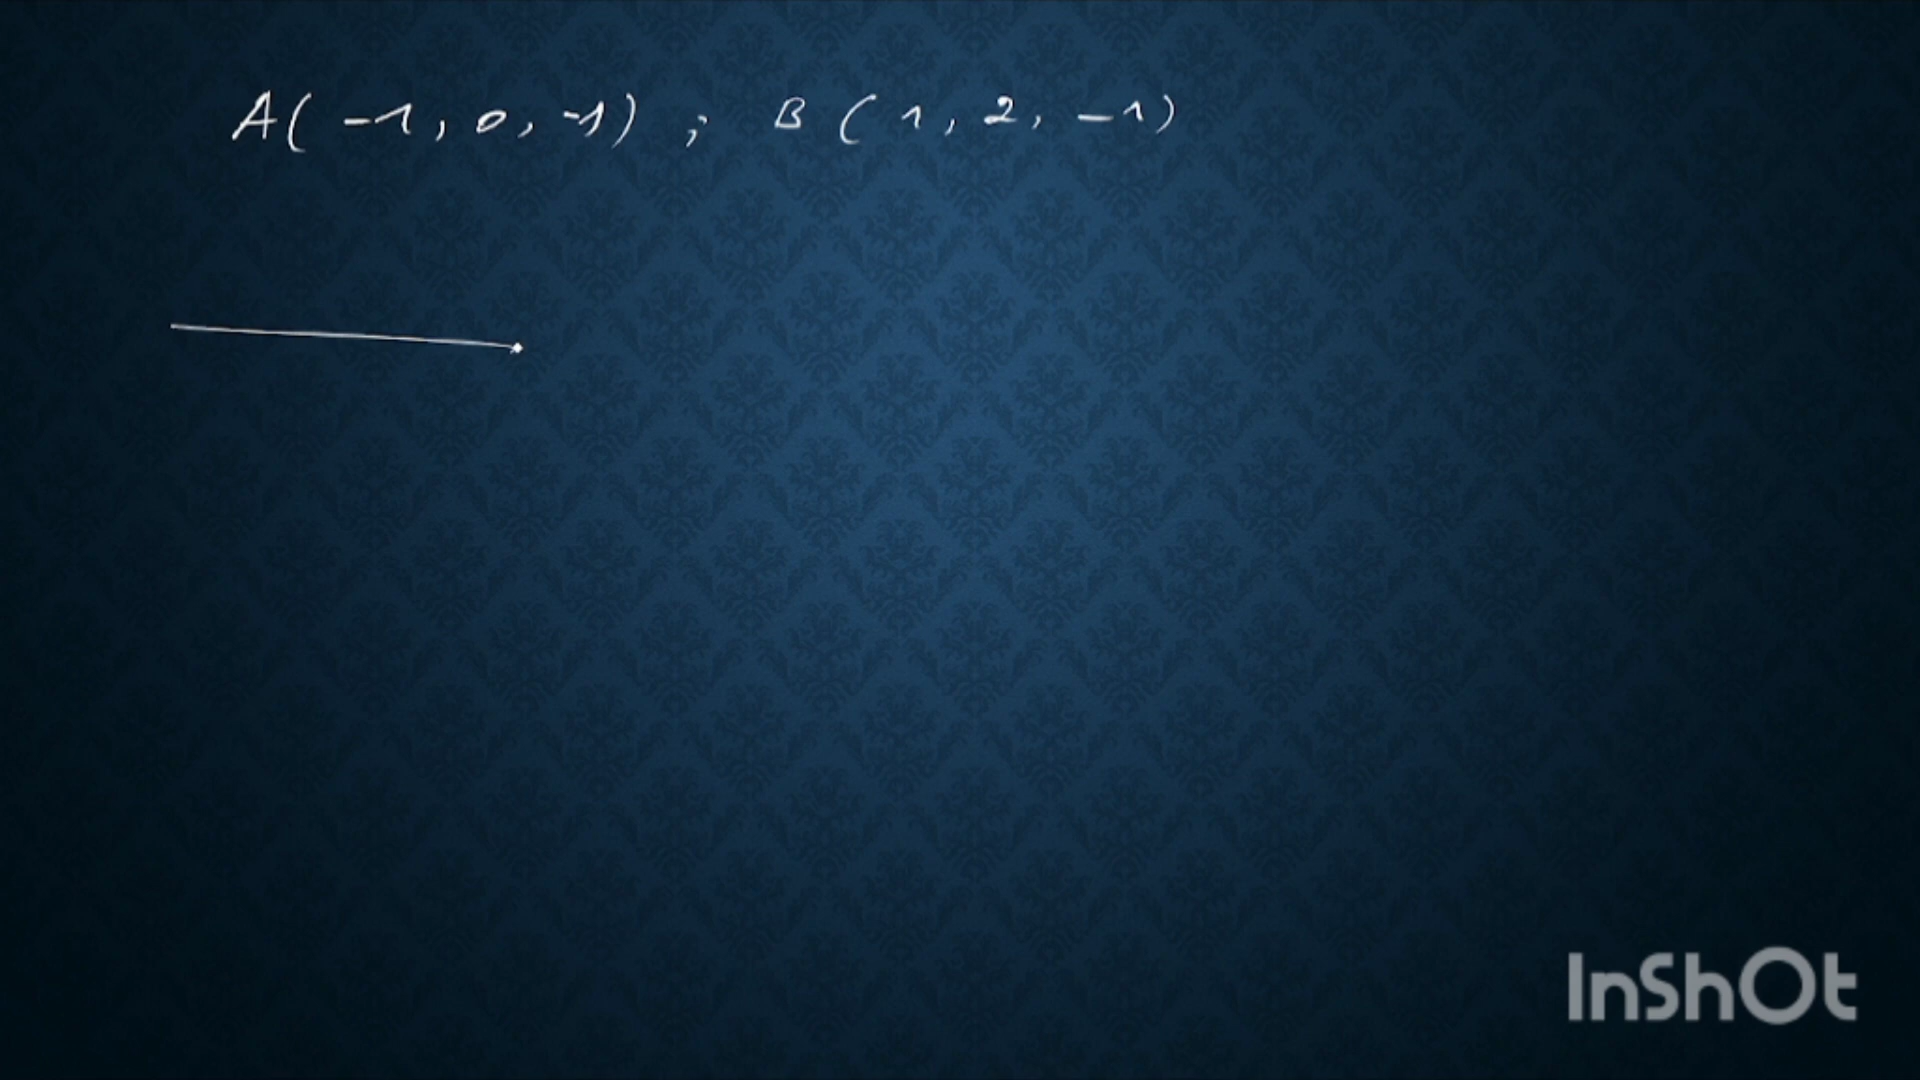 A(-1, 0, -1) ; B(1, 2, -1)
InShOt